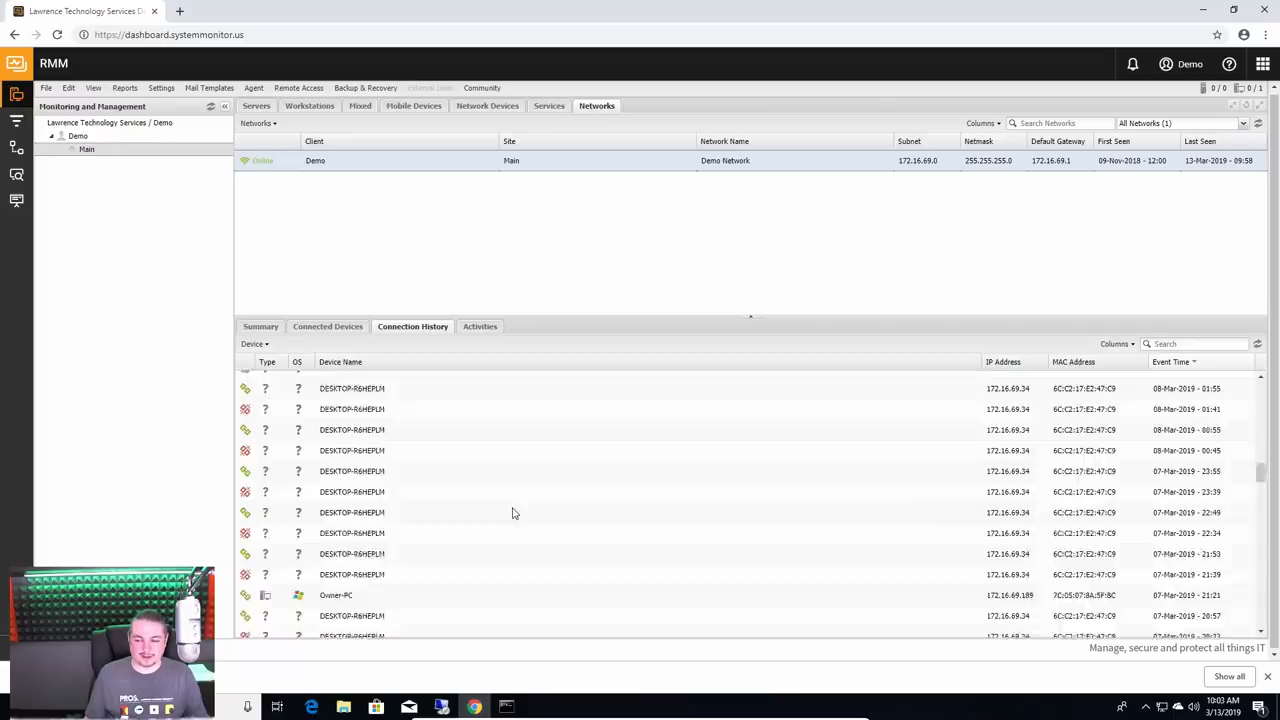 Lawrence Technology Services D
https://dashboard.systemmonitor.us
RMM
Demo
File Edit View Reports Settings Mail Templates Agent Remote Access Backup & Recovery External Links Community
0 / 0 0 / 1
Monitoring and Management
Servers Workstations Mixed Mobile Devices Network Devices Services Networks
Lawrence Technology Services / Demo
Demo
Main
Networks Columns Search Networks All Networks (1)
Client Site Network Name Subnet Netmask Default Gateway First Seen Last Seen
Online Demo Main Demo Network 172.16.69.0 255.255.255.0 172.16.69.1 09-Nov-2018 - 12:00 13-Mar-2019 - 09:58
Summary Connected Devices Connection History Activities
Device Columns Search
Type OS Device Name IP Address MAC Address Event Time
? ? DESKTOP-R6HEPLM 172.16.69.34 6C:C2:17:E2:47:C9 08-Mar-2019 - 01:55
? ? DESKTOP-R6HEPLM 172.16.69.34 6C:C2:17:E2:47:C9 08-Mar-2019 - 01:41
? ? DESKTOP-R6HEPLM 172.16.69.34 6C:C2:17:E2:47:C9 08-Mar-2019 - 00:55
? ? DESKTOP-R6HEPLM 172.16.69.34 6C:C2:17:E2:47:C9 08-Mar-2019 - 00:45
? ? DESKTOP-R6HEPLM 172.16.69.34 6C:C2:17:E2:47:C9 07-Mar-2019 - 23:55
? ? DESKTOP-R6HEPLM 172.16.69.34 6C:C2:17:E2:47:C9 07-Mar-2019 - 23:39
? ? DESKTOP-R6HEPLM 172.16.69.34 6C:C2:17:E2:47:C9 07-Mar-2019 - 22:49
? ? DESKTOP-R6HEPLM 172.16.69.34 6C:C2:17:E2:47:C9 07-Mar-2019 - 22:34
? ? DESKTOP-R6HEPLM 172.16.69.34 6C:C2:17:E2:47:C9 07-Mar-2019 - 21:53
? ? DESKTOP-R6HEPLM 172.16.69.34 6C:C2:17:E2:47:C9 07-Mar-2019 - 21:39
Owner-PC 172.16.69.189 7C:05:07:8A:5F:8C 07-Mar-2019 - 21:21
? ? DESKTOP-R6HEPLM 172.16.69.34 6C:C2:17:E2:47:C9 07-Mar-2019 - 20:57
Manage, secure and protect all things IT
Show all
PROS.
10:03 AM
3/13/2019